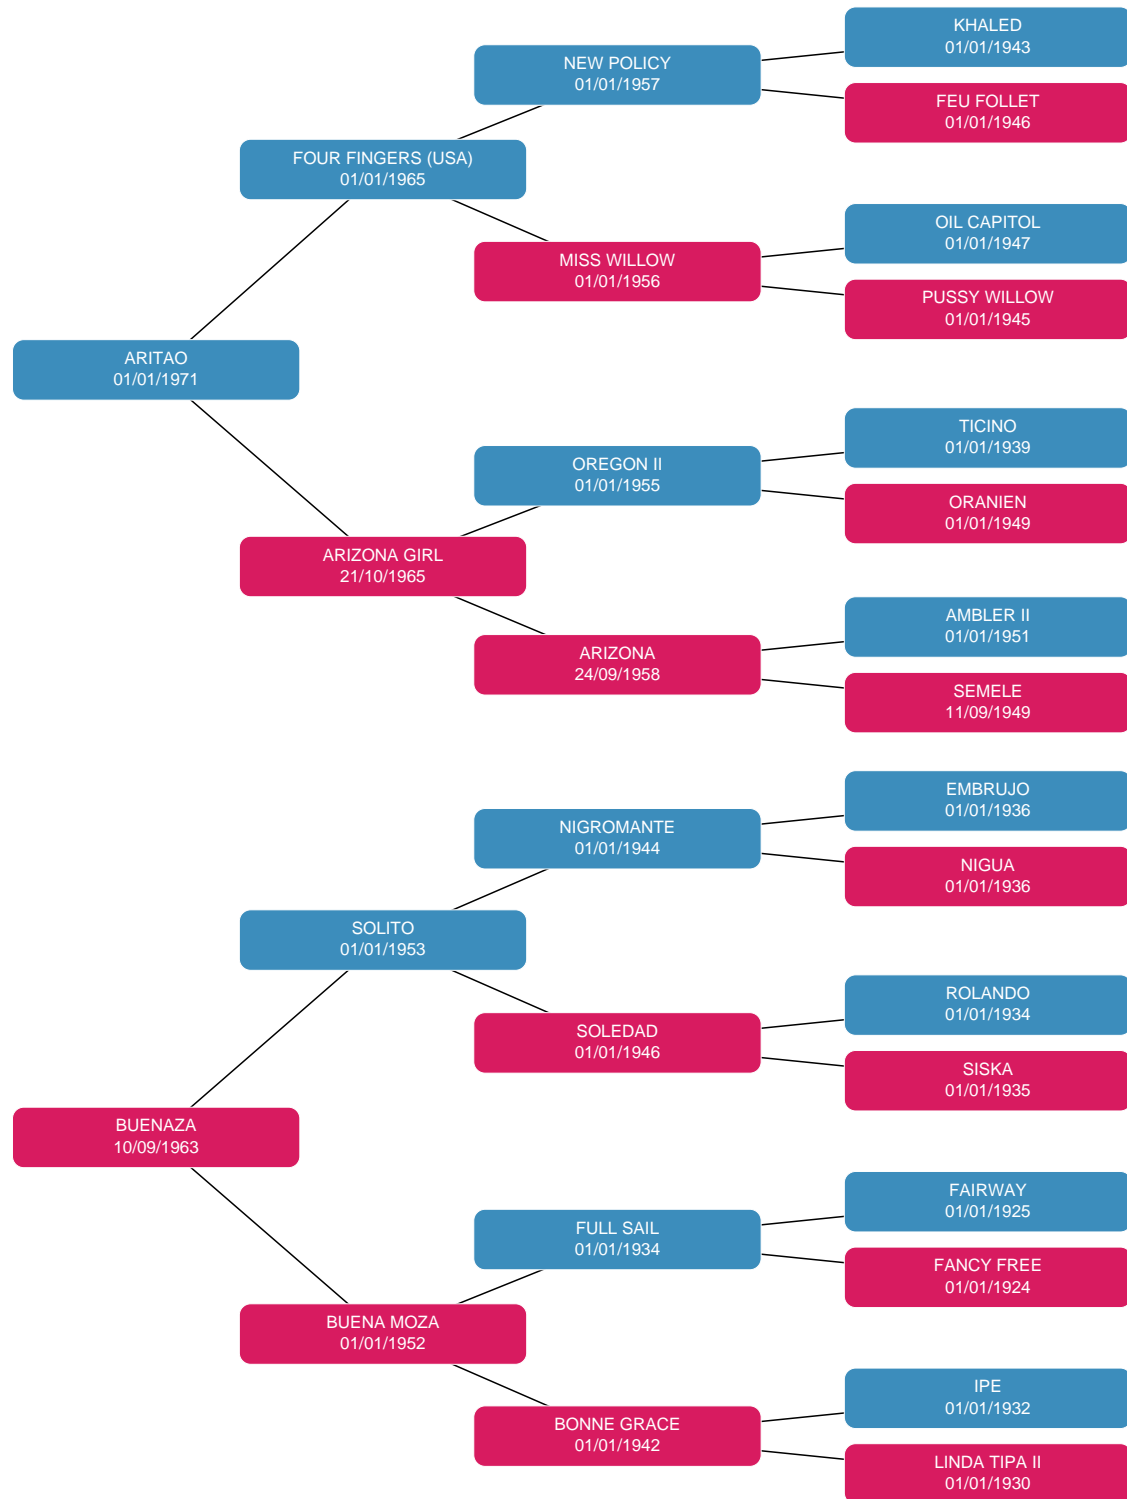 KHALED
01/01/1943
NEW POLICY
01/01/1957
FEU FOLLET
01/01/1946
FOUR FINGERS (USA)
01/01/1965
OIL CAPITOL
01/01/1947
MISS WILLOW
01/01/1956
PUSSY WILLOW
01/01/1945
ARITAO
01/01/1971
TICINO
01/01/1939
OREGON II
01/01/1955
ORANIEN
01/01/1949
ARIZONA GIRL
21/10/1965
AMBLER II
01/01/1951
ARIZONA
24/09/1958
SEMELE
11/09/1949
EMBRUJO
01/01/1936
NIGROMANTE
01/01/1944
NIGUA
01/01/1936
SOLITO
01/01/1953
ROLANDO
01/01/1934
SOLEDAD
01/01/1946
SISKA
01/01/1935
BUENAZA
10/09/1963
FAIRWAY
01/01/1925
FULL SAIL
01/01/1934
FANCY FREE
01/01/1924
BUENA MOZA
01/01/1952
IPE
01/01/1932
BONNE GRACE
01/01/1942
LINDA TIPA II
01/01/1930